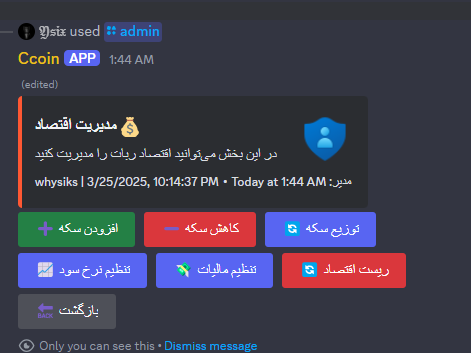 used admin
Ccoin APP 1:44 AM
(edited)
مدیریت اقتصاد
در این بخش می‌توانید اقتصاد ربات را مدیریت کنید
مدیر: whysiks | 3/25/2025, 10:14:37 PM • Today at 1:44 AM
افزودن سکه
کاهش سکه
توزیع سکه
تنظیم نرخ سود
تنظیم مالیات
ریست اقتصاد
BACK بازگشت
Only you can see this • Dismiss message